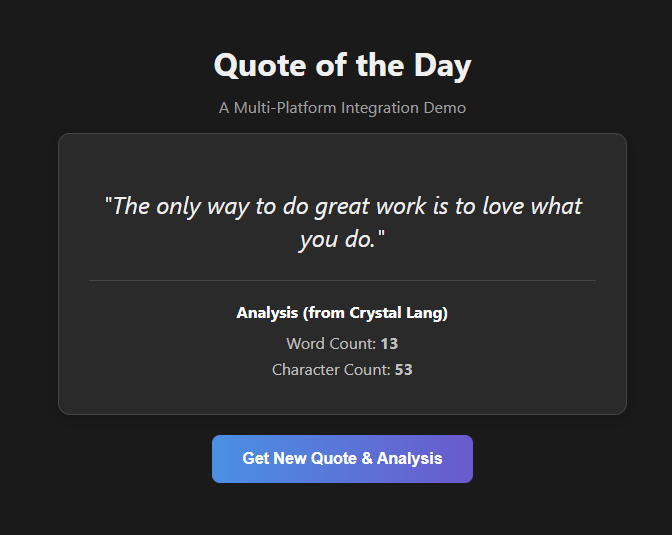 Quote of the Day
A Multi-Platform Integration Demo
"The only way to do great work is to love what
you do."
Analysis (from Crystal Lang)
Word Count: 13
Character Count: 53
Get New Quote & Analysis